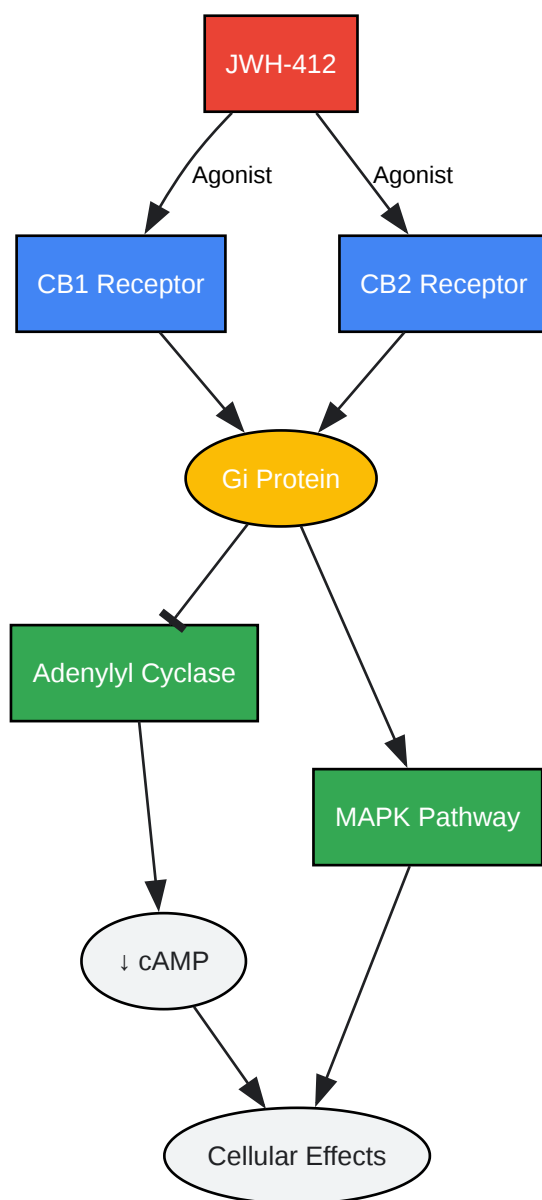 JWH-412
Agonist
Agonist
CB1 Receptor
CB2 Receptor
Gi Protein
Adenylyl Cyclase
MAPK Pathway
↓ cAMP
Cellular Effects